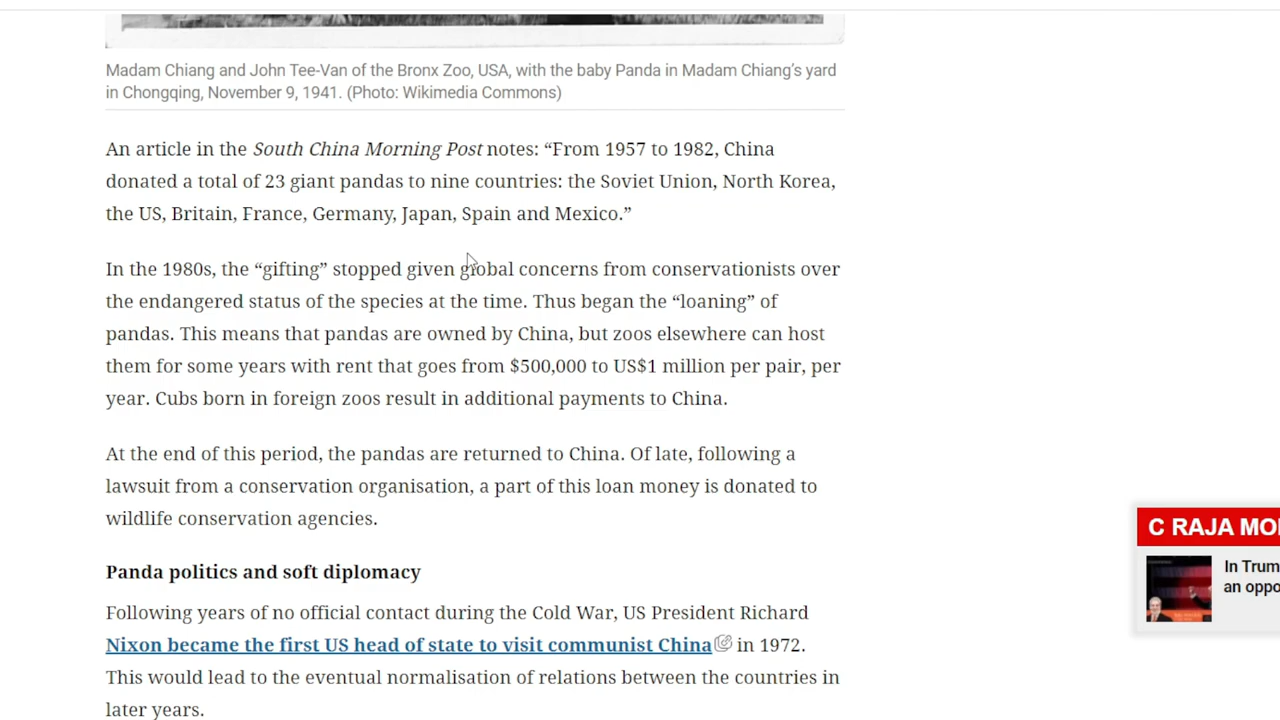 Madam Chiang and John Tee-Van of the Bronx Zoo, USA, with the baby Panda in Madam Chiang’s yard
in Chongqing, November 9, 1941. (Photo: Wikimedia Commons)
An article in the South China Morning Post notes: “From 1957 to 1982, China
donated a total of 23 giant pandas to nine countries: the Soviet Union, North Korea,
the US, Britain, France, Germany, Japan, Spain and Mexico.”
In the 1980s, the “gifting” stopped given global concerns from conservationists over
the endangered status of the species at the time. Thus began the “loaning” of
pandas. This means that pandas are owned by China, but zoos elsewhere can host
them for some years with rent that goes from $500,000 to US$1 million per pair, per
year. Cubs born in foreign zoos result in additional payments to China.
At the end of this period, the pandas are returned to China. Of late, following a
lawsuit from a conservation organisation, a part of this loan money is donated to
wildlife conservation agencies.
Panda politics and soft diplomacy
Following years of no official contact during the Cold War, US President Richard
Nixon became the first US head of state to visit communist China in 1972.
This would lead to the eventual normalisation of relations between the countries in
later years.
C RAJA MO
In Trum
an oppo